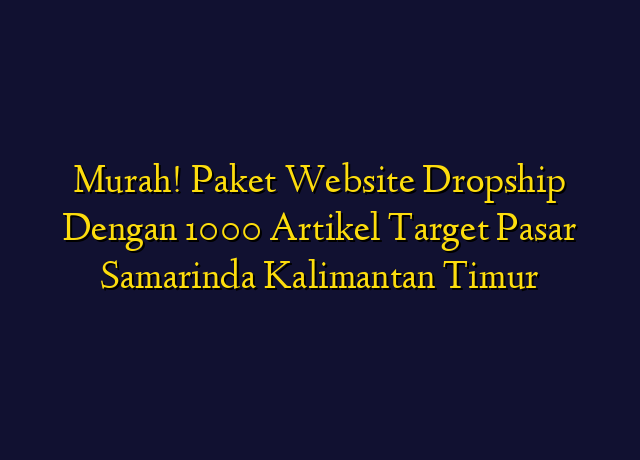 Murah! Paket Website Dropship
Dengan 1000 Artikel Target Pasar
Samarinda Kalimantan Timur